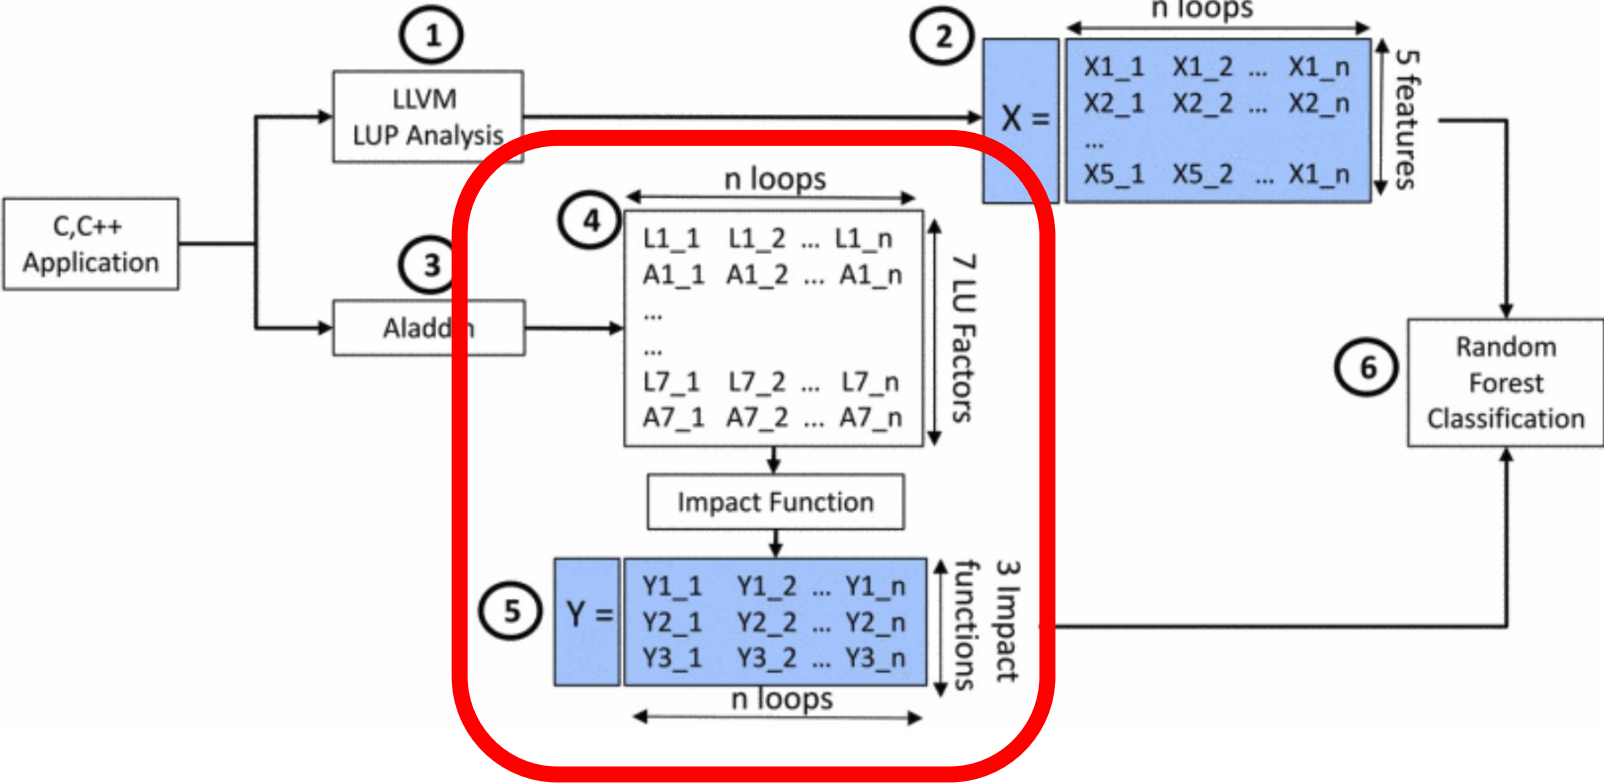 1
LLVM
LUP Analysis
2
n loops
X =
X1_1 X1_2 ... X1_n
X2_1 X2_2 ... X2_n
...
X5_1 X5_2 ... X1_n
5 features
C,C++
Application
3
Aladdin
4
n loops
L1_1 L1_2 ... L1_n
A1_1 A1_2 ... A1_n
...
...
L7_1 L7_2 ... L7_n
A7_1 A7_2 ... A7_n
7 LU Factors
Impact Function
5
Y =
Y1_1 Y1_2 ... Y1_n
Y2_1 Y2_2 ... Y2_n
Y3_1 Y3_2 ... Y3_n
3 Impact
functions
n loops
6
Random
Forest
Classification